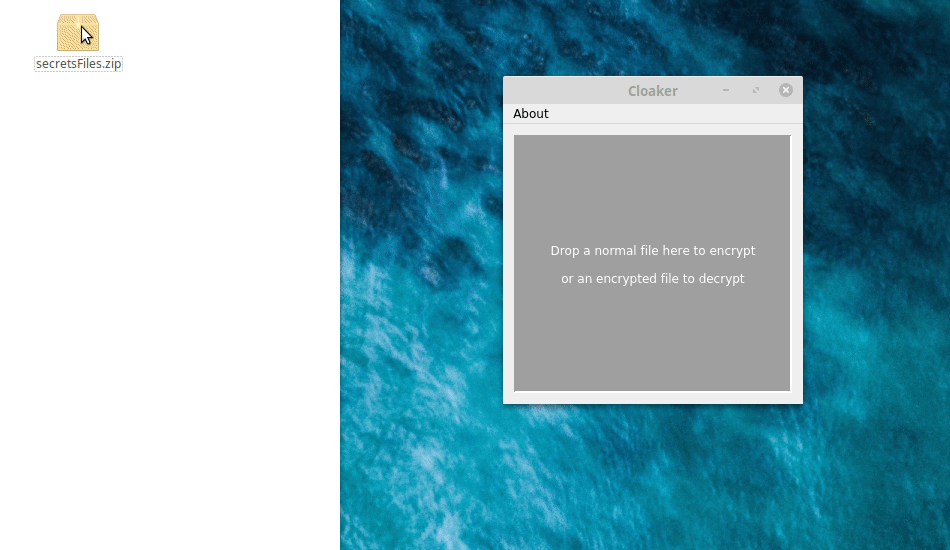 secretsFiles.zip
Cloaker
About
Drop a normal file here to encrypt
or an encrypted file to decrypt